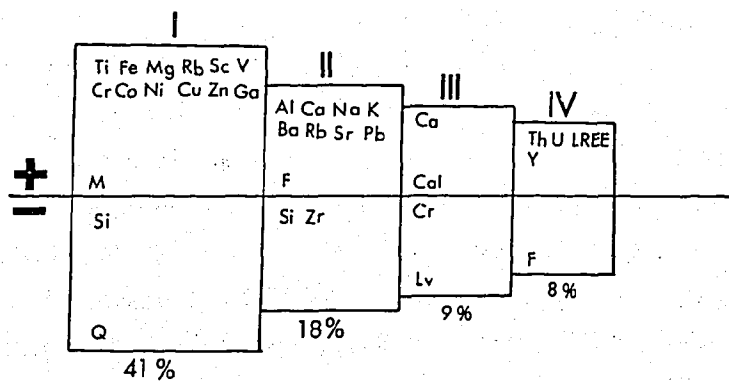 I
Ti Fe Mg Rb Sc V
Cr Co Ni Cu Zn Ga
M
Si
Q
41%
II
Al Ca Na K
Ba Rb Sr Pb
F
Si Zr
18%
III
Ca
Cal
Cr
Lv
9%
IV
Th U LREE
Y
F
8%
+
−